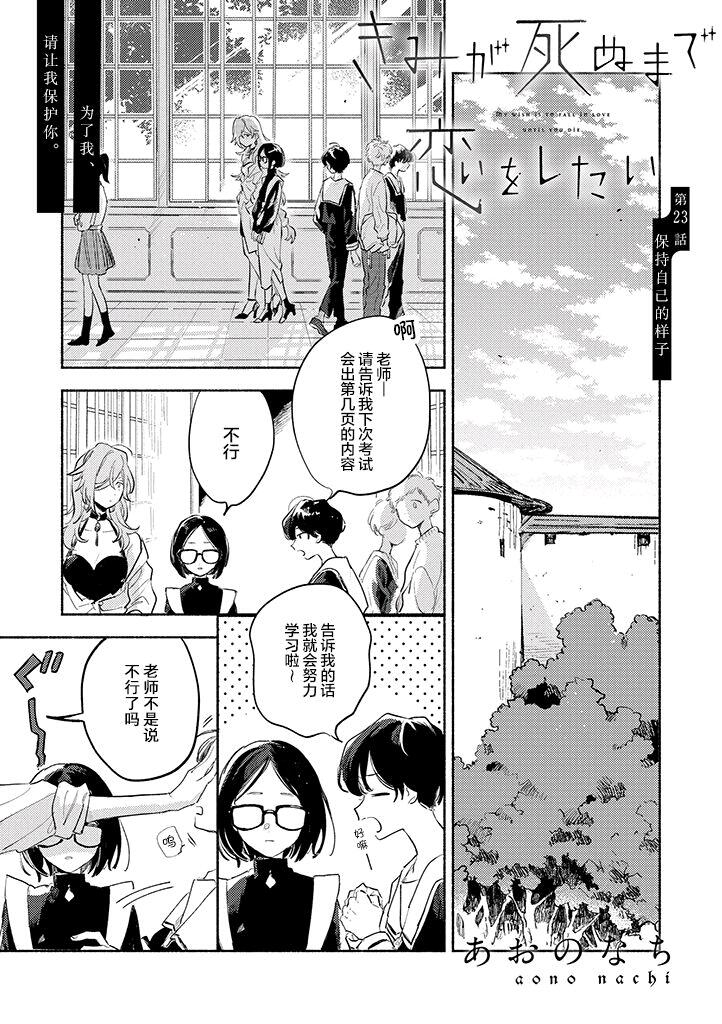 きみが死ぬまで
恋をしたい
MY WISH IS TO FALL IN LOVE
UNTIL YOU DIE
第23話
保持自己的样子
为了我、
请让我保护你。
啊
老师—
请告诉我下次考试
会出第几页的内容
不行
告诉我的话
我就会努力
学习啦~
好嘛—
老师不是说
不行了吗
呜
あおのなち
aono nachi